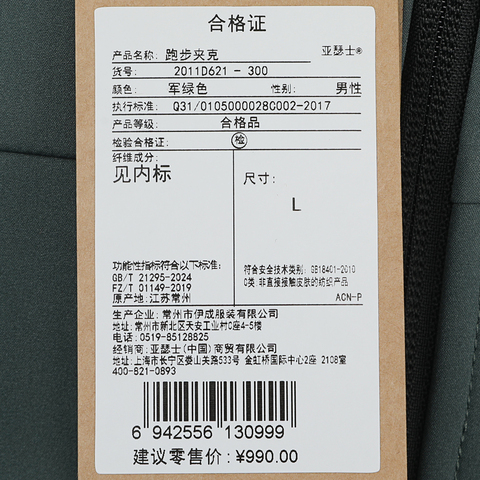 合格证
产品名称: 跑步夹克 亚瑟士®
货号: 2011D621 - 300
颜色: 军绿色 性别: 男性
执行标准: Q31/0105000028C002-2017
产品等级: 合格品
检验合格证: 检
纤维成分:
见内标
尺寸:
L
功能性指标符合以下标准:
GB/T 21295-2024
FZ/T 01149-2019
原产地: 江苏常州
符合安全技术类别: GB18401-2010
C类:非直接接触皮肤的纺织产品
ACN-P
生产企业: 常州市伊成服装有限公司
地址:常州市新北区天安工业村C座4-5楼
电话: 0519-85128825
经销商: 亚瑟士(中国)商贸有限公司
地址:上海市长宁区娄山关路533号 金虹桥国际中心2座 2108室
400-821-0893
6 942556 130999
建议零售价: ¥990.00